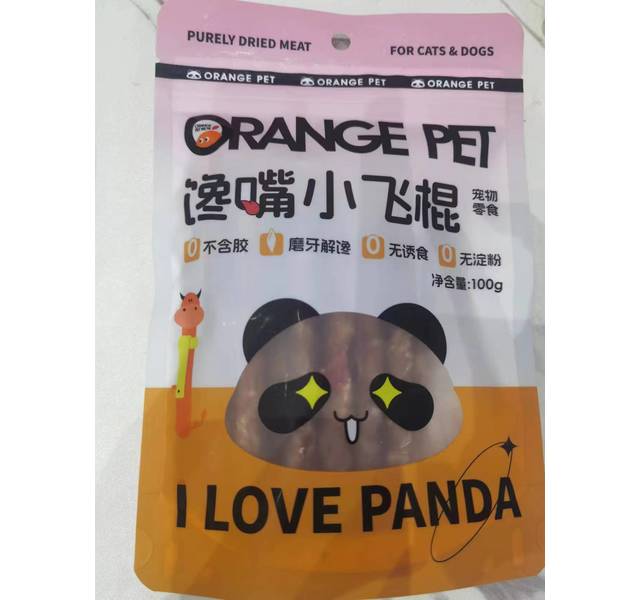 PURELY DRIED MEAT
FOR CATS & DOGS
ORANGE PET ORANGE PET ORANGE PET
ORANGE PET
馋嘴小飞棍
宠物
零食
0不含胶 磨牙解馋 0无诱食 0无淀粉
净含量:100g
I LOVE PANDA